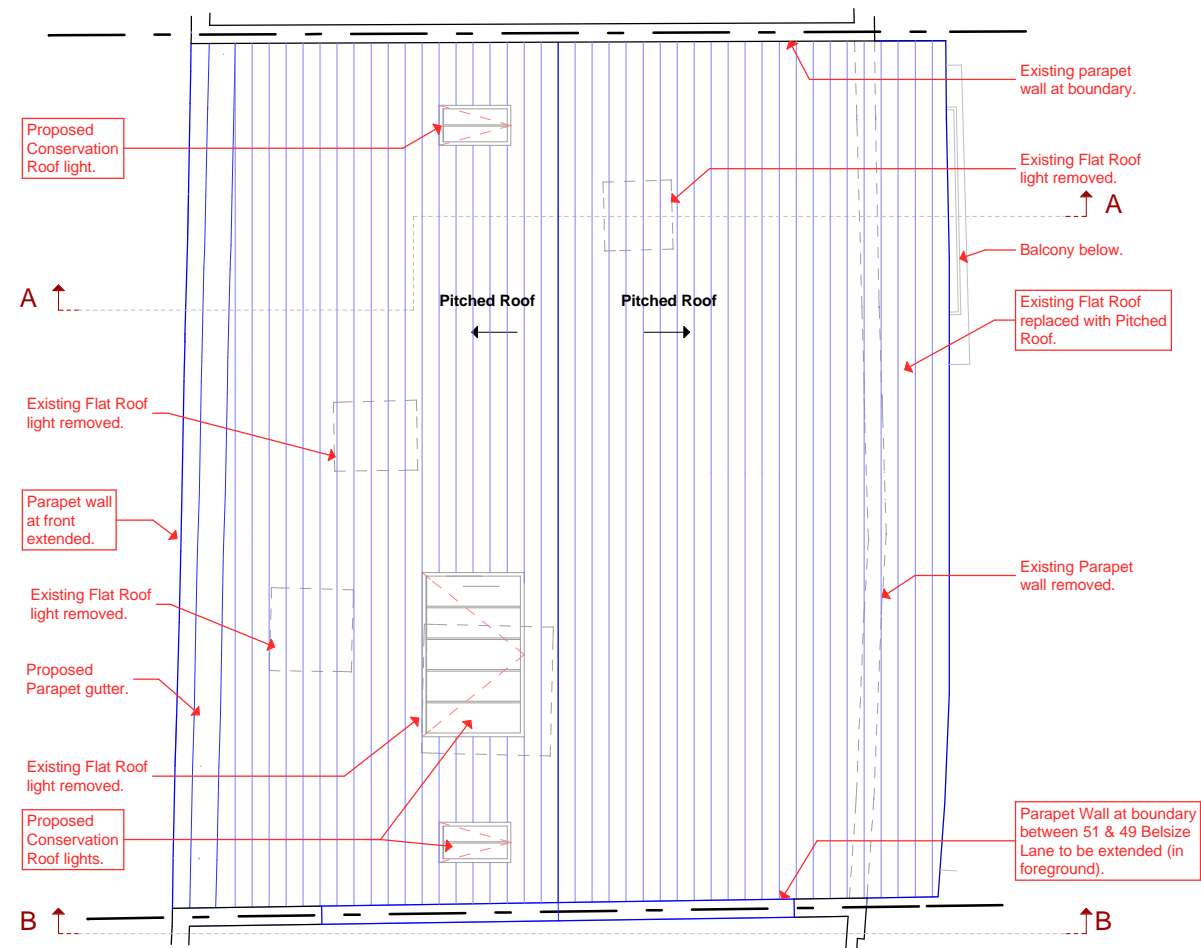 Existing parapet
wall at boundary.
Proposed
Conservation
Roof light.
Existing Flat Roof
light removed.
A
Balcony below.
A
Pitched Roof
Pitched Roof
Existing Flat Roof
replaced with Pitched
Roof.
Existing Flat Roof
light removed.
Parapet wall
at front
extended.
Existing Parapet
wall removed.
Existing Flat Roof
light removed.
Proposed
Parapet gutter.
Existing Flat Roof
light removed.
Proposed
Conservation
Roof lights.
Parapet Wall at boundary
between 51 & 49 Belsize
Lane to be extended (in
foreground).
B
B